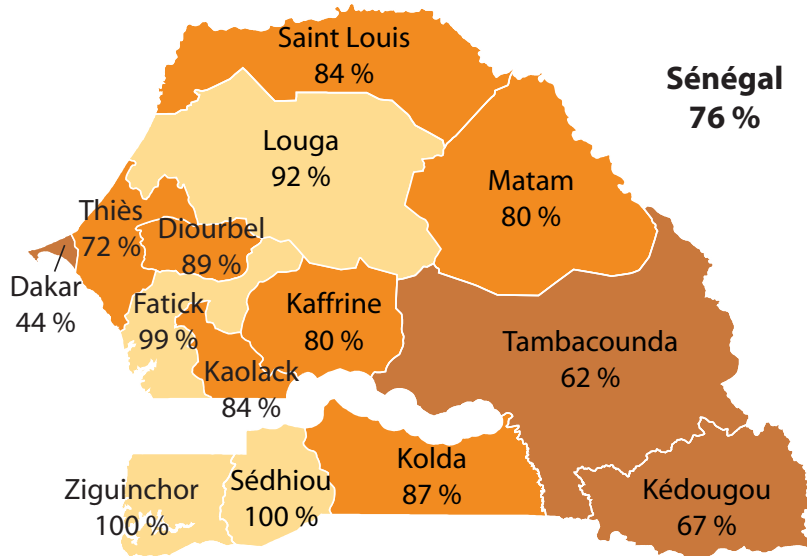 Saint Louis
84 %
Sénégal
76 %
Louga
92 %
Matam
80 %
Thiès
72 %
Diourbel
89 %
Dakar
44 %
Fatick
99 %
Kaffrine
80 %
Tambacounda
62 %
Kaolack
84 %
Ziguinchor
100 %
Sédhiou
100 %
Kolda
87 %
Kédougou
67 %